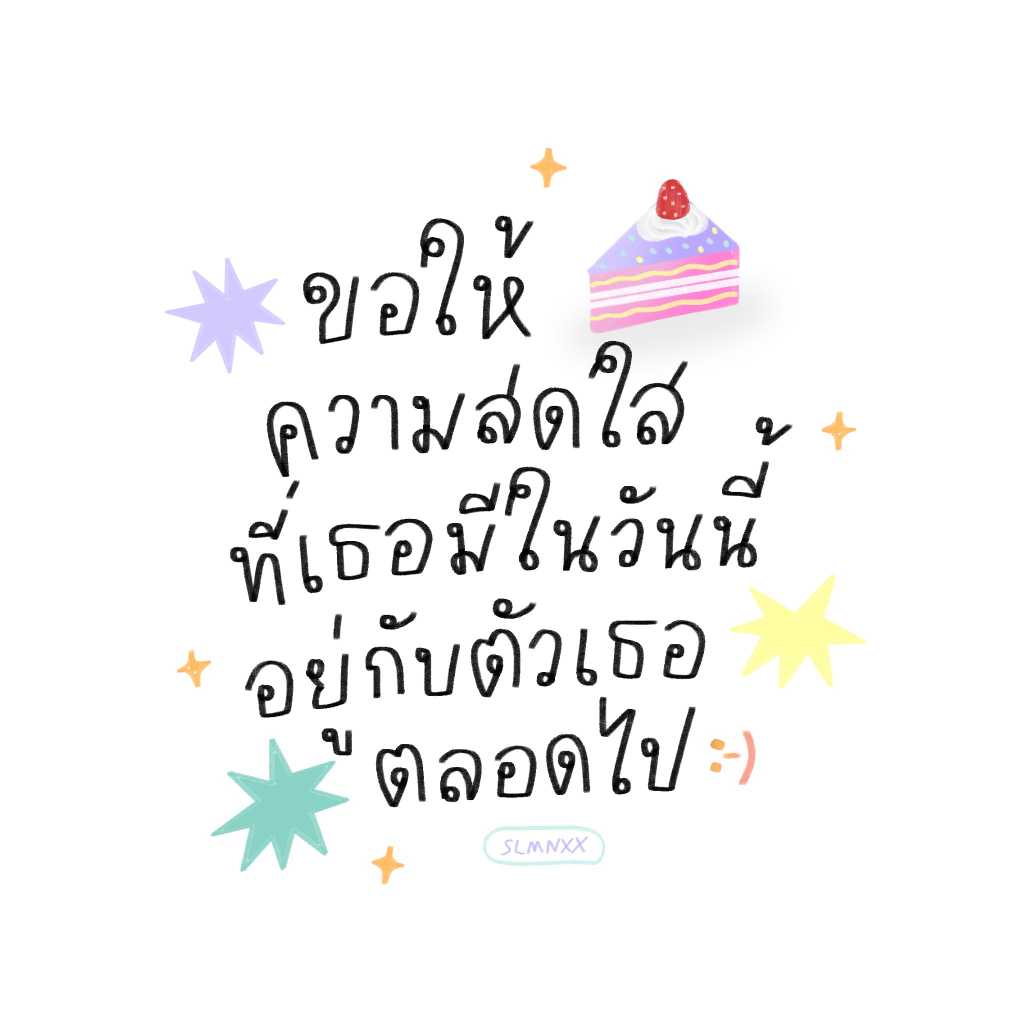 ขอให้
ความสดใส
ที่เธอมีในวันนี้
อยู่กับตัวเธอ
ตลอดไป :-)
SLMNXX